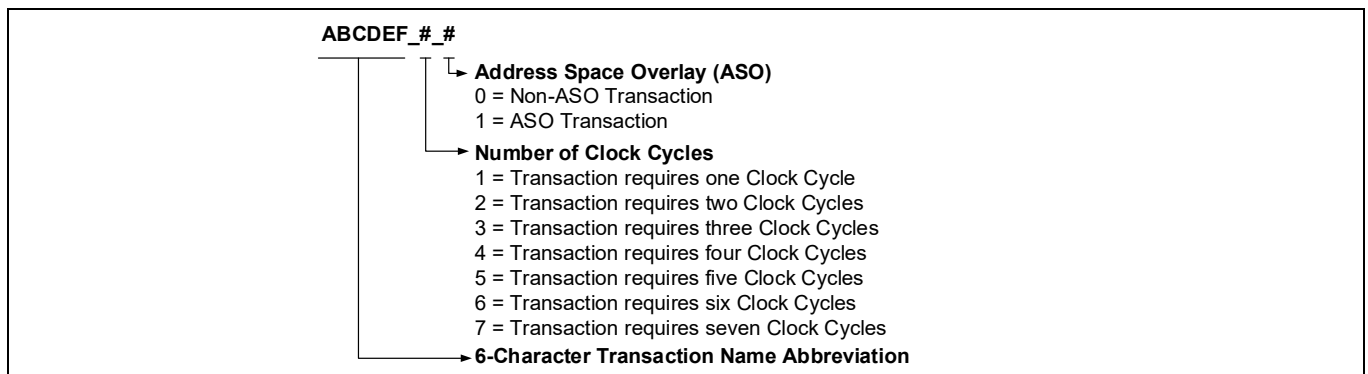 ABCDEF_#_#
Address Space Overlay (ASO)
0 = Non-ASO Transaction
1 = ASO Transaction
Number of Clock Cycles
1 = Transaction requires one Clock Cycle
2 = Transaction requires two Clock Cycles
3 = Transaction requires three Clock Cycles
4 = Transaction requires four Clock Cycles
5 = Transaction requires five Clock Cycles
6 = Transaction requires six Clock Cycles
7 = Transaction requires seven Clock Cycles
6-Character Transaction Name Abbreviation